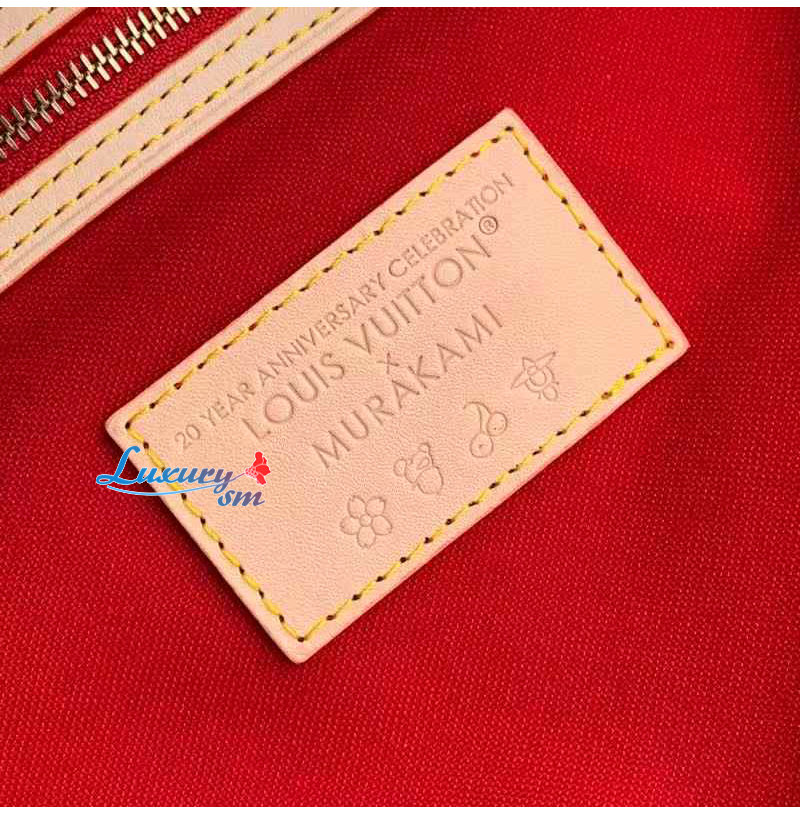 20 YEAR ANNIVERSARY CELEBRATION
LOUIS VUITTON®
×
MURAKAMI
Luxury
sm